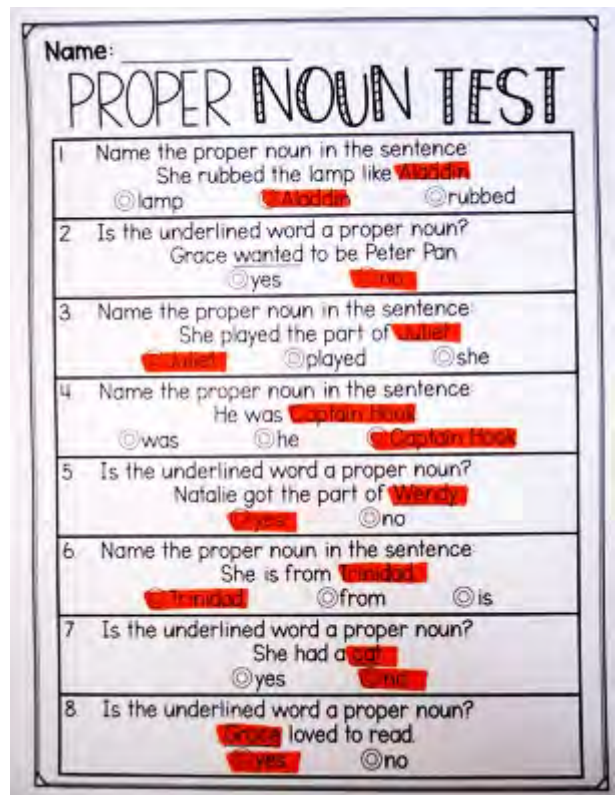 Name:
PROPER NOUN TEST
1 Name the proper noun in the sentence:
She rubbed the lamp like Aladdin
lamp Aladdin rubbed
2 Is the underlined word a proper noun?
Grace wanted to be Peter Pan
yes no
3 Name the proper noun in the sentence:
She played the part of Juliet.
Juliet played she
4 Name the proper noun in the sentence:
He was Captain Hook
was he Captain Hook
5 Is the underlined word a proper noun?
Natalie got the part of Wendy.
yes no
6 Name the proper noun in the sentence:
She is from Trinidad.
Trinidad from is
7 Is the underlined word a proper noun?
She had a cat.
yes no
8 Is the underlined word a proper noun?
Grace loved to read.
yes no